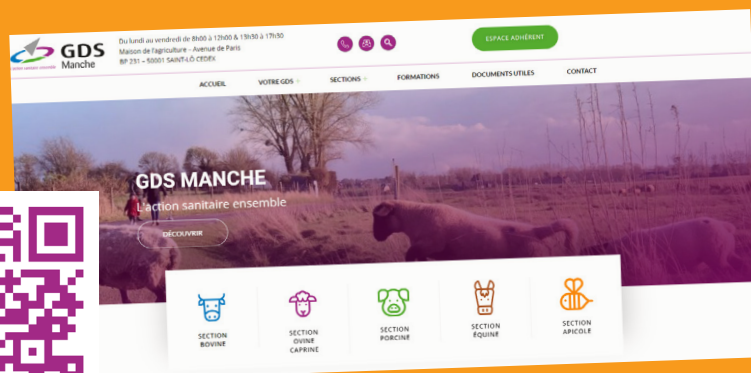 GDS
Manche
Du lundi au vendredi de 8h00 à 12h00 & 13h30 à 17h30
Maison de l'agriculture - Avenue de Paris
BP 231 - 50001 SAINT-LÔ CEDEX
ESPACE ADHÉRENT
ACCUEIL VOTRE GDS SECTIONS FORMATIONS DOCUMENTS UTILES CONTACT
GDS MANCHE
L'action sanitaire ensemble
DÉCOUVRIR
SECTION BOVINE
SECTION OVINE CAPRINE
SECTION PORCINE
SECTION ÉQUINE
SECTION APICOLE